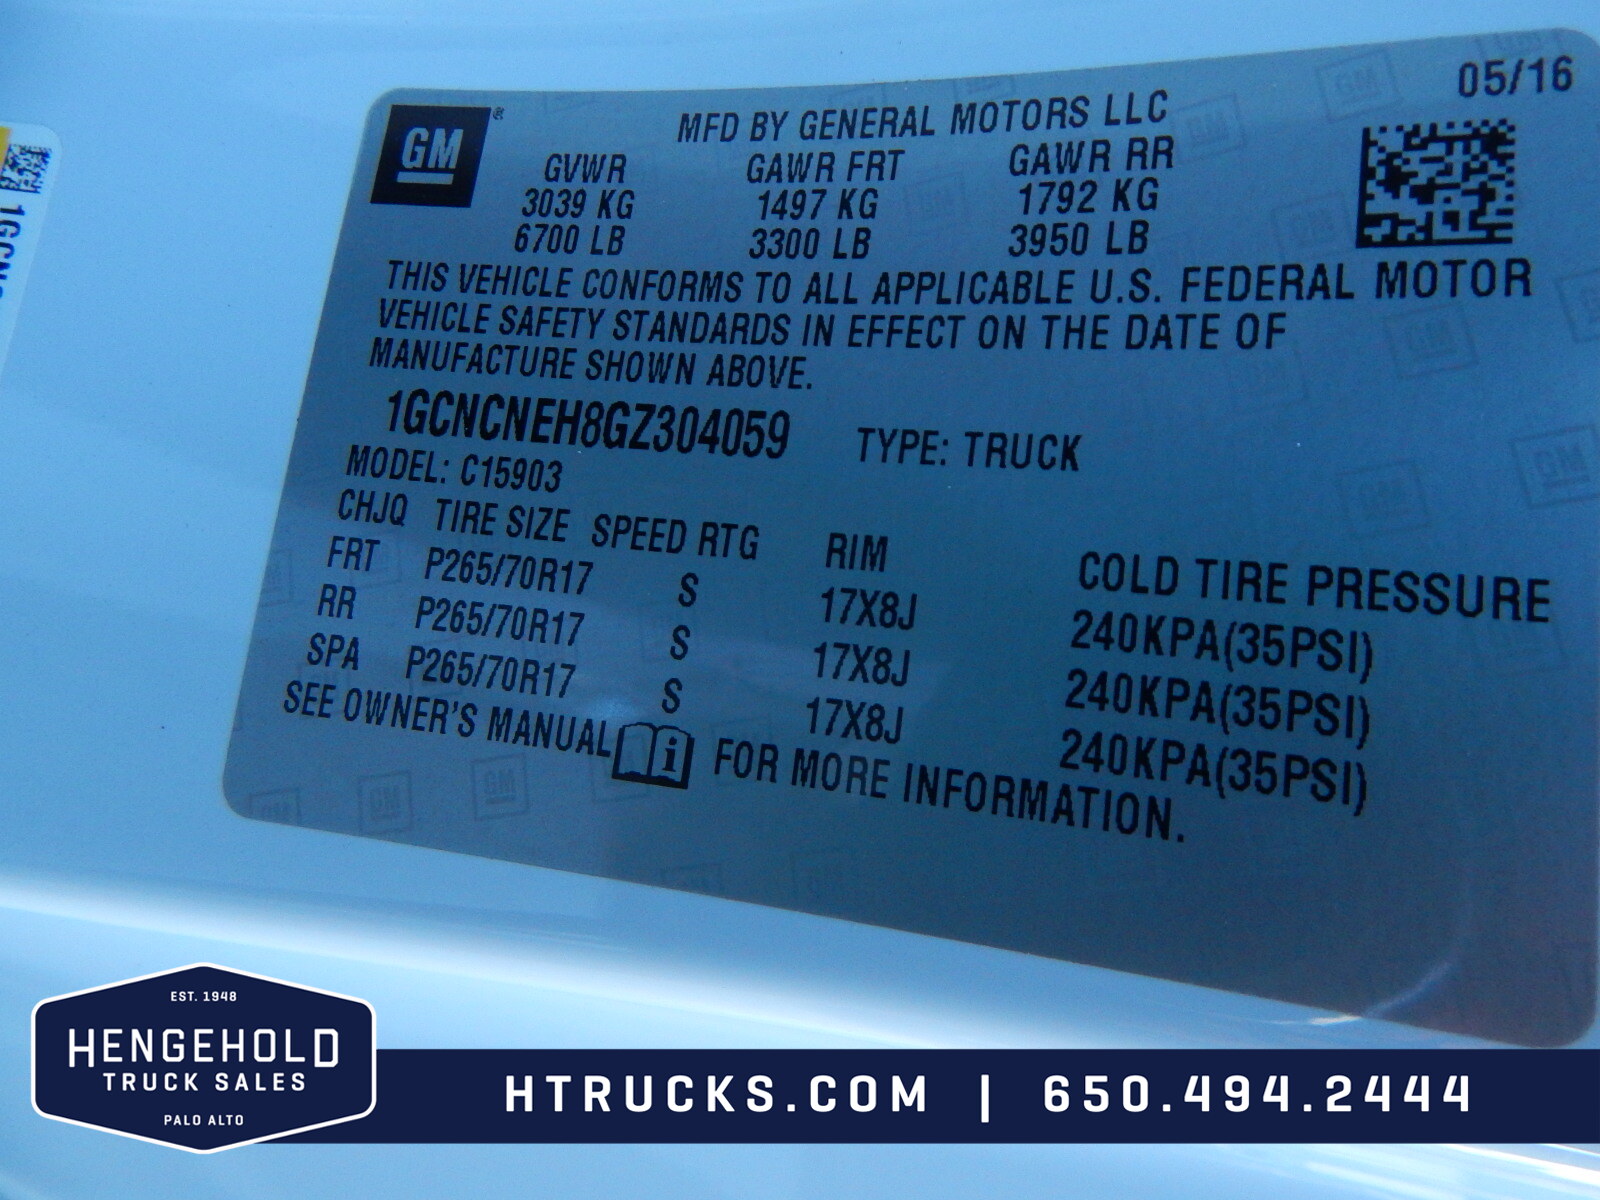 05/16
GM
MFD BY GENERAL MOTORS LLC
GVWR GAWR FRT GAWR RR
3039 KG 1497 KG 1792 KG
6700 LB 3300 LB 3950 LB
THIS VEHICLE CONFORMS TO ALL APPLICABLE U.S. FEDERAL MOTOR
VEHICLE SAFETY STANDARDS IN EFFECT ON THE DATE OF
MANUFACTURE SHOWN ABOVE.
1GCNCNEH8GZ304059 TYPE: TRUCK
MODEL: C15903
CHJQ TIRE SIZE SPEED RTG RIM COLD TIRE PRESSURE
FRT P265/70R17 S 17X8J 240KPA(35PSI)
RR P265/70R17 S 17X8J 240KPA(35PSI)
SPA P265/70R17 S 17X8J 240KPA(35PSI)
SEE OWNER'S MANUAL i FOR MORE INFORMATION.
EST. 1948
HENGEHOLD
TRUCK SALES
PALO ALTO
HTRUCKS.COM | 650.494.2444